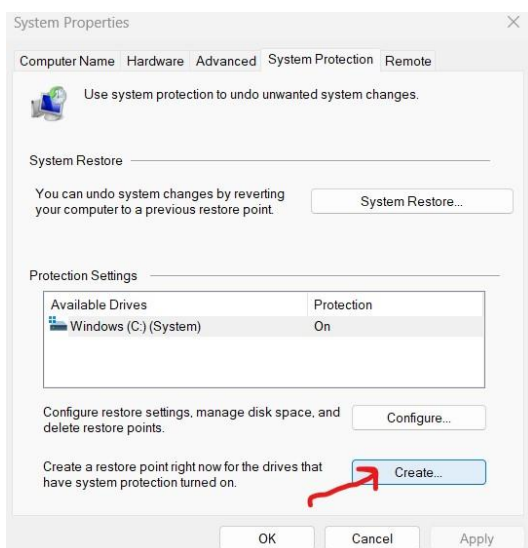 System Properties
Computer Name Hardware Advanced System Protection Remote
Use system protection to undo unwanted system changes.
System Restore
You can undo system changes by reverting
your computer to a previous restore point.
System Restore...
Protection Settings
Available Drives Protection
Windows (C:) (System) On
Configure restore settings, manage disk space, and
delete restore points.
Configure...
Create a restore point right now for the drives that
have system protection turned on.
Create...
OK Cancel Apply